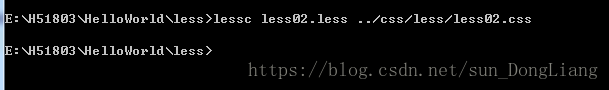 E:\H51803\HelloWorld\less>lessc less02.less ../css/less/less02.css
E:\H51803\HelloWorld\less>
https://blog.csdn.net/sun_DongLiang